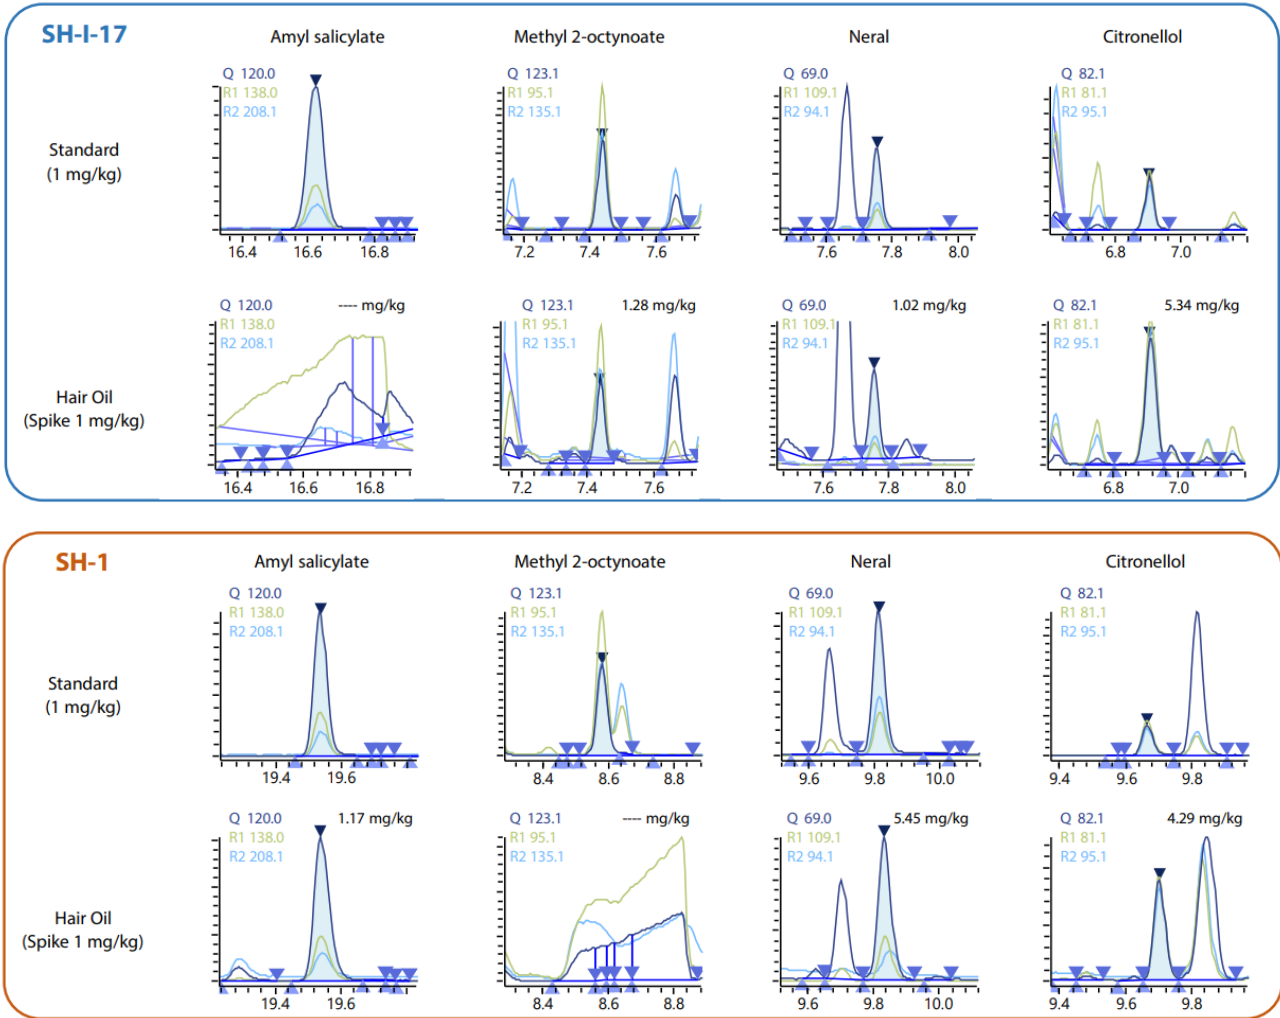 SH-I-17
Amyl salicylate
Methyl 2-octynoate
Neral
Citronellol
Standard
(1 mg/kg)
Q 120.0
R1 138.0
R2 208.1
16.4 16.6 16.8
Q 123.1
R1 95.1
R2 135.1
7.2 7.4 7.6
Q 69.0
R1 109.1
R2 94.1
7.6 7.8 8.0
Q 82.1
R1 81.1
R2 95.1
6.8 7.0
Hair Oil
(Spike 1 mg/kg)
Q 120.0 ---- mg/kg
R1 138.0
R2 208.1
16.4 16.6 16.8
Q 123.1 1.28 mg/kg
R1 95.1
R2 135.1
7.2 7.4 7.6
Q 69.0 1.02 mg/kg
R1 109.1
R2 94.1
7.6 7.8 8.0
Q 82.1 5.34 mg/kg
R1 81.1
R2 95.1
6.8 7.0
SH-1
Amyl salicylate
Methyl 2-octynoate
Neral
Citronellol
Standard
(1 mg/kg)
Q 120.0
R1 138.0
R2 208.1
19.4 19.6
Q 123.1
R1 95.1
R2 135.1
8.4 8.6 8.8
Q 69.0
R1 109.1
R2 94.1
9.6 9.8 10.0
Q 82.1
R1 81.1
R2 95.1
9.4 9.6 9.8
Hair Oil
(Spike 1 mg/kg)
Q 120.0 1.17 mg/kg
R1 138.0
R2 208.1
19.4 19.6
Q 123.1 ---- mg/kg
R1 95.1
R2 135.1
8.4 8.6 8.8
Q 69.0 5.45 mg/kg
R1 109.1
R2 94.1
9.6 9.8 10.0
Q 82.1 4.29 mg/kg
R1 81.1
R2 95.1
9.4 9.6 9.8